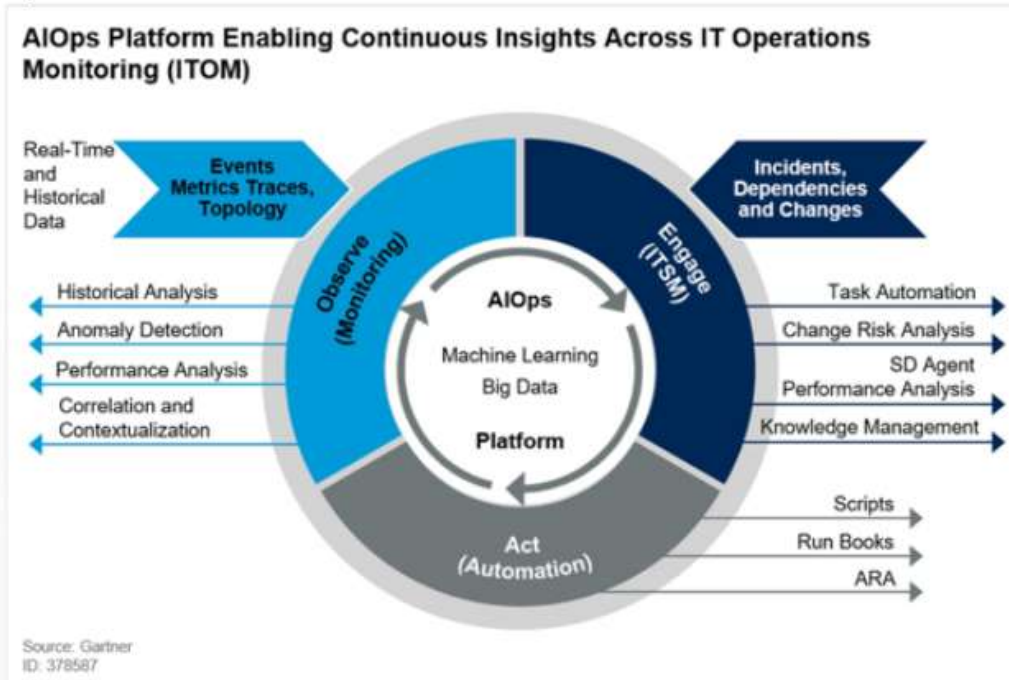 AIOps Platform Enabling Continuous Insights Across IT Operations
Monitoring (ITOM)
Real-Time
and
Historical
Data
Events
Metrics Traces,
Topology
Incidents,
Dependencies
and Changes
Observe
(Monitoring)
Engage
(ITSM)
AIOps
Machine Learning
Big Data
Platform
Historical Analysis
Anomaly Detection
Performance Analysis
Correlation and
Contextualization
Task Automation
Change Risk Analysis
SD Agent
Performance Analysis
Knowledge Management
Act
(Automation)
Scripts
Run Books
ARA
Source: Gartner
ID: 378587